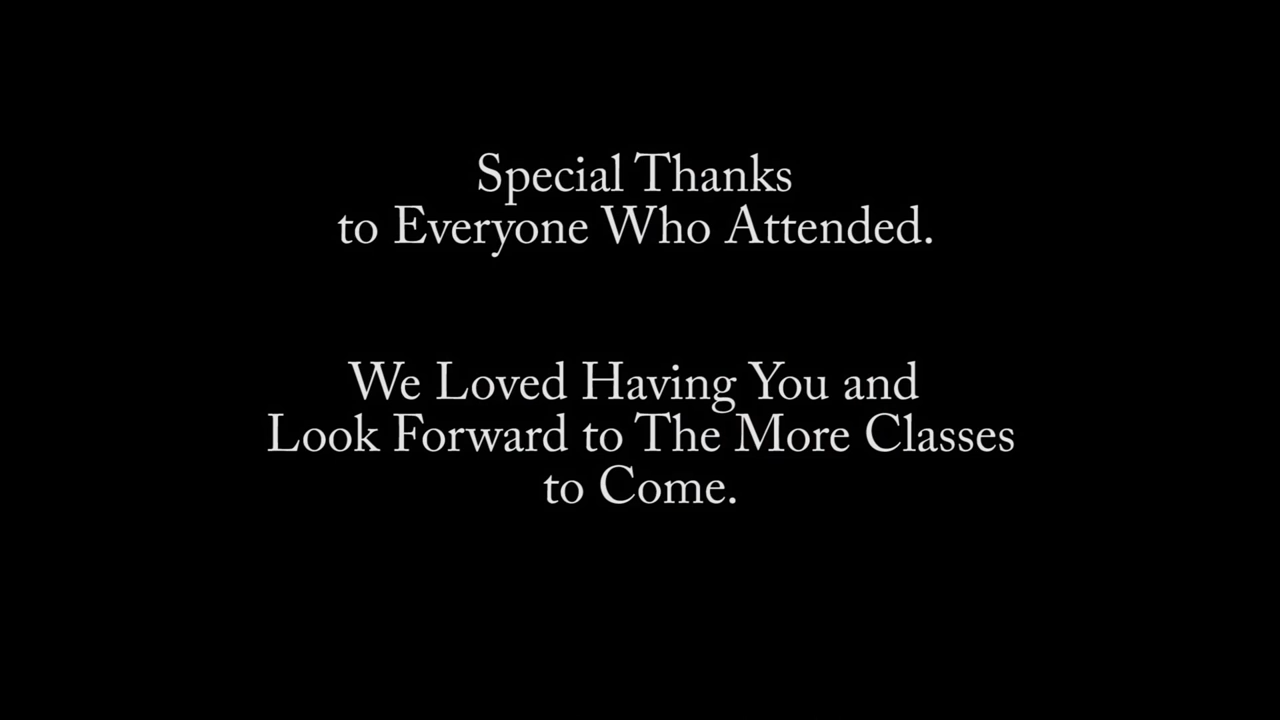 Special Thanks
to Everyone Who Attended.
We Loved Having You and
Look Forward to The More Classes
to Come.